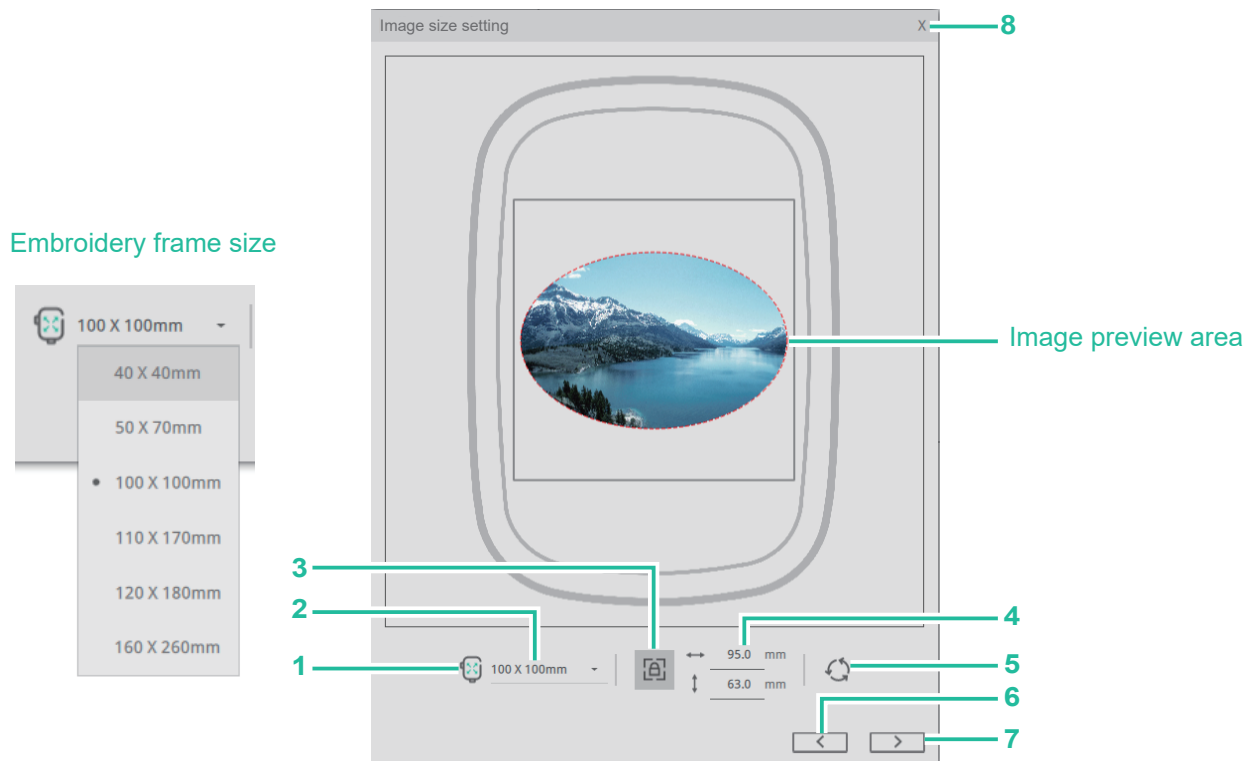 Image size setting
X
8
Embroidery frame size
100 X 100mm
40 X 40mm
50 X 70mm
100 X 100mm
110 X 170mm
120 X 180mm
160 X 260mm
Image preview area
3
2
1
100 X 100mm
95.0 mm
63.0 mm
4
5
6
7